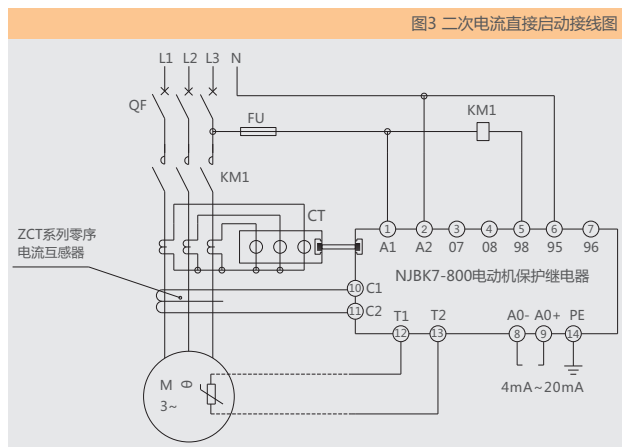 图3 二次电流直接启动接线图
L1 L2 L3 N
QF
FU
KM1
KM1
CT
ZCT系列零序
电流互感器
1 2 3 4 5 6 7
A1 A2 07 08 98 95 96
NJBK7-800电动机保护继电器
10 C1
11 C2
T1 T2 A0- A0+ PE
12 13 8 9 14
4mA~20mA
M θ
3~